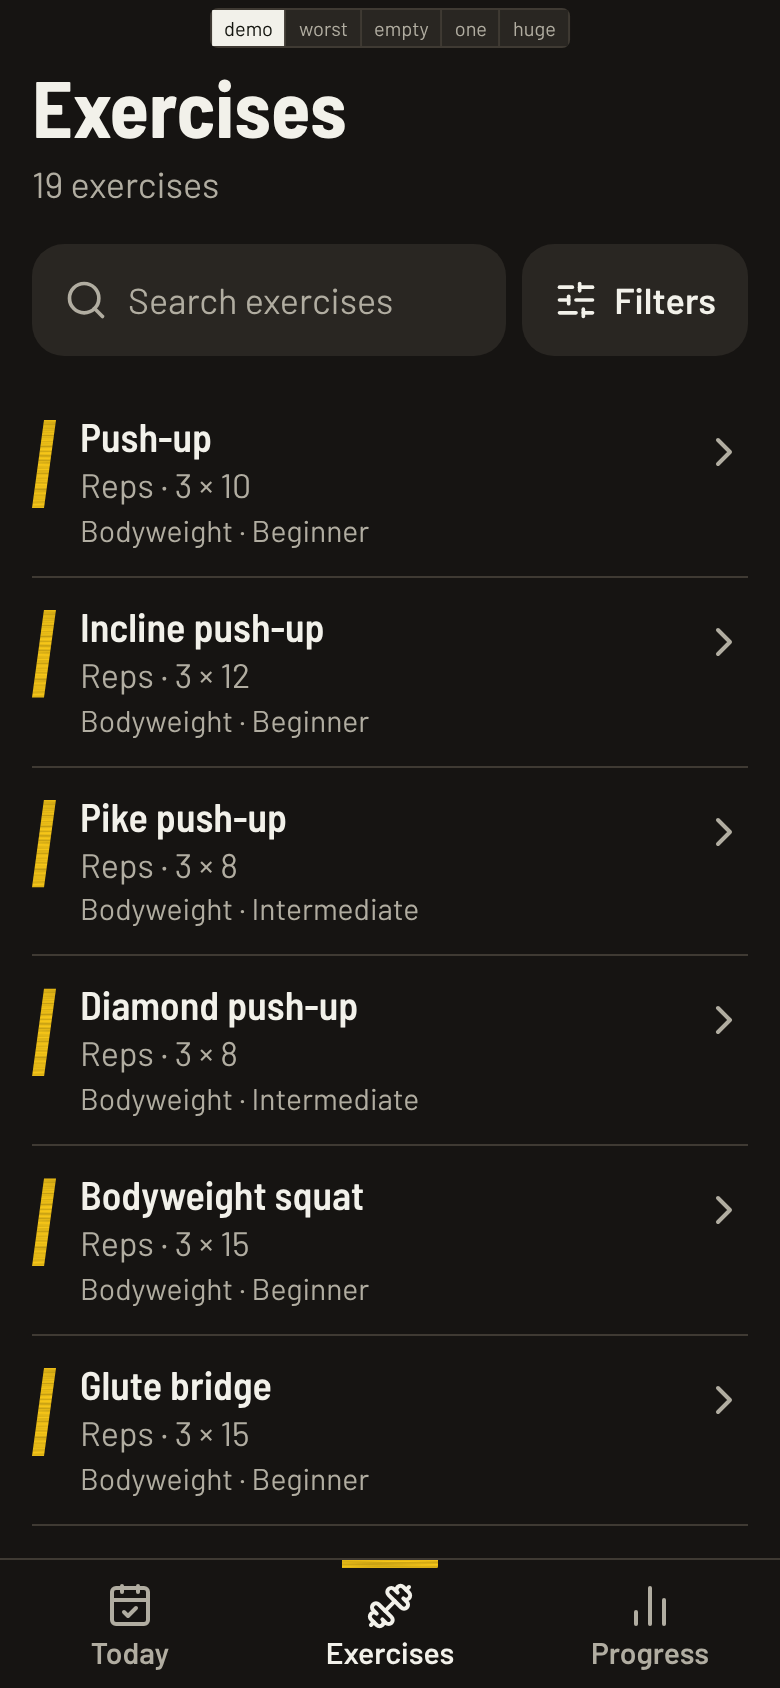 demo worst empty one huge
Exercises
19 exercises
Search exercises
Filters
Push-up
Reps · 3 × 10
Bodyweight · Beginner
Incline push-up
Reps · 3 × 12
Bodyweight · Beginner
Pike push-up
Reps · 3 × 8
Bodyweight · Intermediate
Diamond push-up
Reps · 3 × 8
Bodyweight · Intermediate
Bodyweight squat
Reps · 3 × 15
Bodyweight · Beginner
Glute bridge
Reps · 3 × 15
Bodyweight · Beginner
Today Exercises Progress